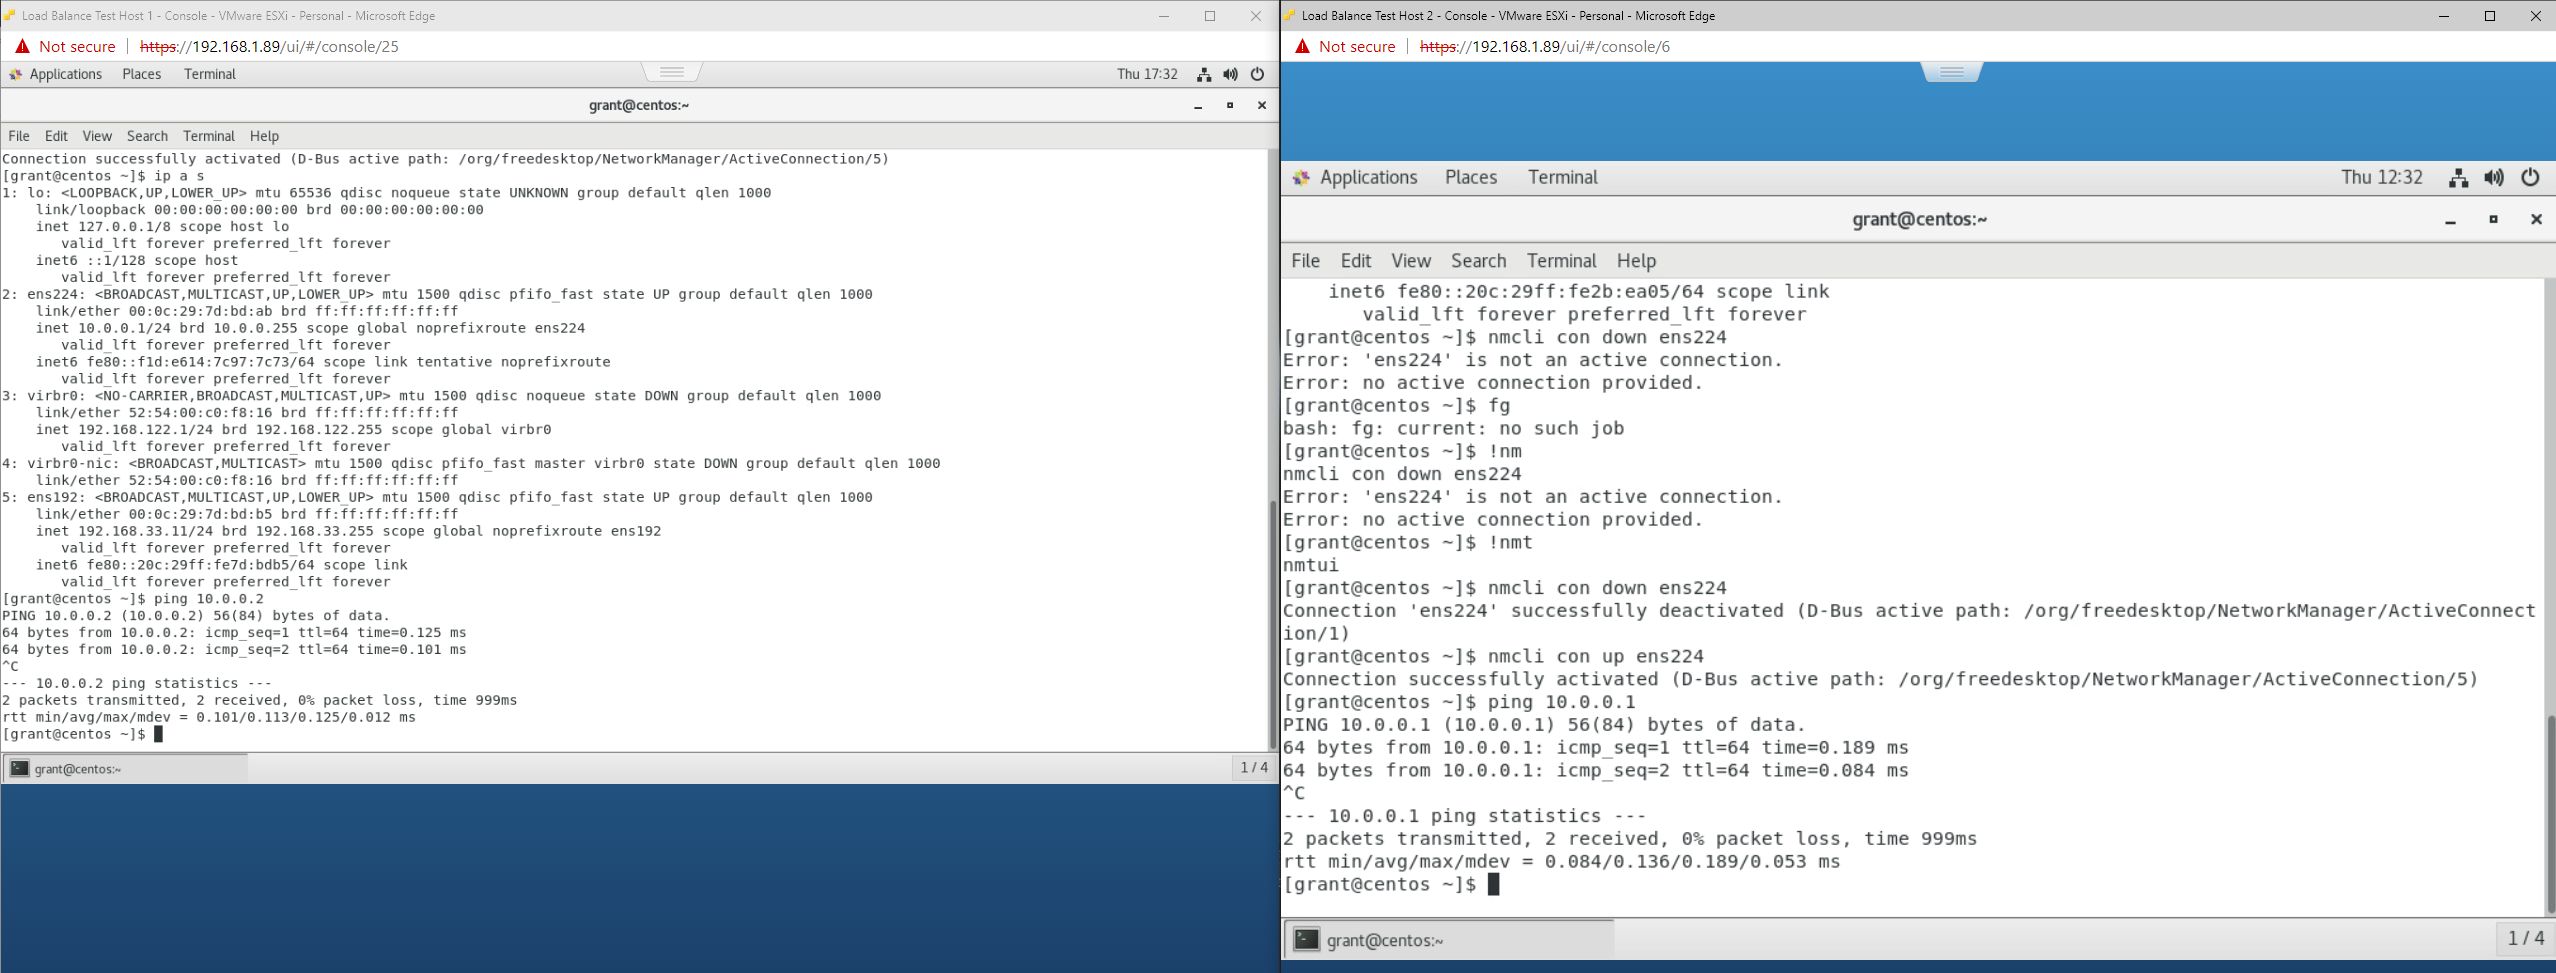 Load Balance Test Host 1 - Console - VMware ESXi - Personal - Microsoft Edge
Not secure | https://192.168.1.89/ui/#/console/25
Applications Places Terminal Thu 17:32
grant@centos:~
File Edit View Search Terminal Help
Connection successfully activated (D-Bus active path: /org/freedesktop/NetworkManager/ActiveConnection/5)
[grant@centos ~]$ ip a s
1: lo: <LOOPBACK,UP,LOWER_UP> mtu 65536 qdisc noqueue state UNKNOWN group default qlen 1000
    link/loopback 00:00:00:00:00:00 brd 00:00:00:00:00:00
    inet 127.0.0.1/8 scope host lo
       valid_lft forever preferred_lft forever
    inet6 ::1/128 scope host
       valid_lft forever preferred_lft forever
2: ens224: <BROADCAST,MULTICAST,UP,LOWER_UP> mtu 1500 qdisc pfifo_fast state UP group default qlen 1000
    link/ether 00:0c:29:7d:bd:ab brd ff:ff:ff:ff:ff:ff
    inet 10.0.0.1/24 brd 10.0.0.255 scope global noprefixroute ens224
       valid_lft forever preferred_lft forever
    inet6 fe80::f1d:e614:7c97:7c73/64 scope link tentative noprefixroute
       valid_lft forever preferred_lft forever
3: virbr0: <NO-CARRIER,BROADCAST,MULTICAST,UP> mtu 1500 qdisc noqueue state DOWN group default qlen 1000
    link/ether 52:54:00:c0:f8:16 brd ff:ff:ff:ff:ff:ff
    inet 192.168.122.1/24 brd 192.168.122.255 scope global virbr0
       valid_lft forever preferred_lft forever
4: virbr0-nic: <BROADCAST,MULTICAST> mtu 1500 qdisc pfifo_fast master virbr0 state DOWN group default qlen 1000
    link/ether 52:54:00:c0:f8:16 brd ff:ff:ff:ff:ff:ff
5: ens192: <BROADCAST,MULTICAST,UP,LOWER_UP> mtu 1500 qdisc pfifo_fast state UP group default qlen 1000
    link/ether 00:0c:29:7d:bd:b5 brd ff:ff:ff:ff:ff:ff
    inet 192.168.33.11/24 brd 192.168.33.255 scope global noprefixroute ens192
       valid_lft forever preferred_lft forever
    inet6 fe80::20c:29ff:fe7d:bdb5/64 scope link
       valid_lft forever preferred_lft forever
[grant@centos ~]$ ping 10.0.0.2
PING 10.0.0.2 (10.0.0.2) 56(84) bytes of data.
64 bytes from 10.0.0.2: icmp_seq=1 ttl=64 time=0.125 ms
64 bytes from 10.0.0.2: icmp_seq=2 ttl=64 time=0.101 ms
^C
--- 10.0.0.2 ping statistics ---
2 packets transmitted, 2 received, 0% packet loss, time 999ms
rtt min/avg/max/mdev = 0.101/0.113/0.125/0.012 ms
[grant@centos ~]$
grant@centos:~ 1 / 4
Load Balance Test Host 2 - Console - VMware ESXi - Personal - Microsoft Edge
Not secure | https://192.168.1.89/ui/#/console/6
Applications Places Terminal Thu 12:32
grant@centos:~
File Edit View Search Terminal Help
    inet6 fe80::20c:29ff:fe2b:ea05/64 scope link
       valid_lft forever preferred_lft forever
[grant@centos ~]$ nmcli con down ens224
Error: 'ens224' is not an active connection.
Error: no active connection provided.
[grant@centos ~]$ fg
bash: fg: current: no such job
[grant@centos ~]$ !nm
nmcli con down ens224
Error: 'ens224' is not an active connection.
Error: no active connection provided.
[grant@centos ~]$ !nmt
nmtui
[grant@centos ~]$ nmcli con down ens224
Connection 'ens224' successfully deactivated (D-Bus active path: /org/freedesktop/NetworkManager/ActiveConnect
ion/1)
[grant@centos ~]$ nmcli con up ens224
Connection successfully activated (D-Bus active path: /org/freedesktop/NetworkManager/ActiveConnection/5)
[grant@centos ~]$ ping 10.0.0.1
PING 10.0.0.1 (10.0.0.1) 56(84) bytes of data.
64 bytes from 10.0.0.1: icmp_seq=1 ttl=64 time=0.189 ms
64 bytes from 10.0.0.1: icmp_seq=2 ttl=64 time=0.084 ms
^C
--- 10.0.0.1 ping statistics ---
2 packets transmitted, 2 received, 0% packet loss, time 999ms
rtt min/avg/max/mdev = 0.084/0.136/0.189/0.053 ms
[grant@centos ~]$
grant@centos:~ 1 / 4